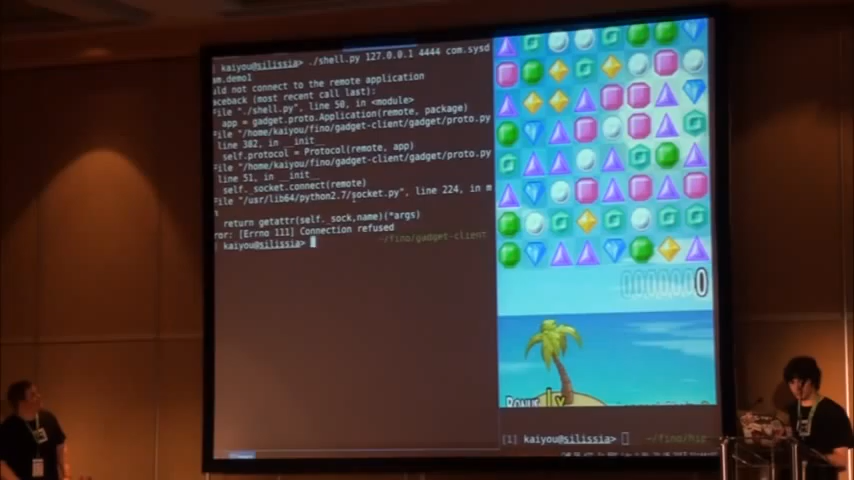 kaiyou@silissia> ./shell.py 127.0.0.1 4444 com.sysd
am.demo1
uld not connect to the remote application
aceback (most recent call last):
File "./shell.py", line 50, in <module>
app = gadget.proto.Application(remote, package)
File "/home/kaiyou/fino/gadget-client/gadget/proto.py
line 302, in __init__
self.protocol = Protocol(remote, app)
File "/home/kaiyou/fino/gadget-client/gadget/proto.py
line 51, in __init__
self._socket.connect(remote)
File "/usr/lib64/python2.7/socket.py", line 224, in m
return getattr(self._sock,name)(*args)
ror: [Errno 111] Connection refused
kaiyou@silissia> ~/fino/gadget-client
0000000
BONUS
[1] kaiyou@silissia> ~/fino/hip